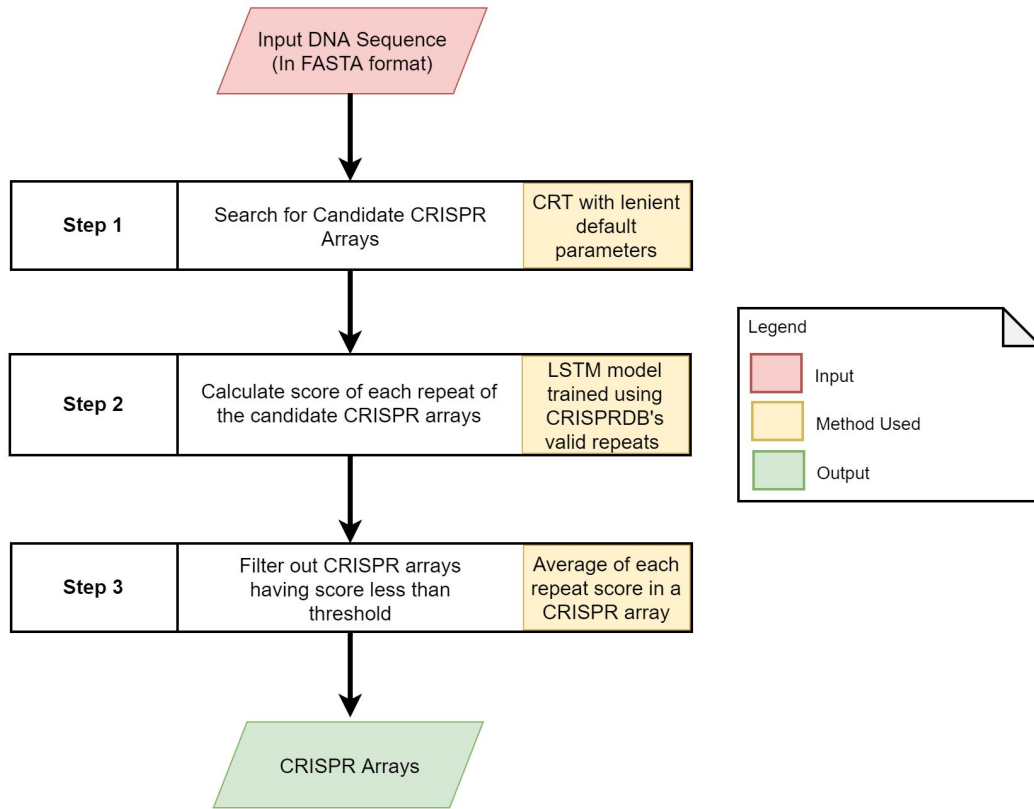 Input DNA Sequence
(In FASTA format)
Step 1
Search for Candidate CRISPR
Arrays
CRT with lenient
default
parameters
Step 2
Calculate score of each repeat of
the candidate CRISPR arrays
LSTM model
trained using
CRISPRDB's
valid repeats
Step 3
Filter out CRISPR arrays
having score less than
threshold
Average of each
repeat score in a
CRISPR array
CRISPR Arrays
Legend
Input
Method Used
Output